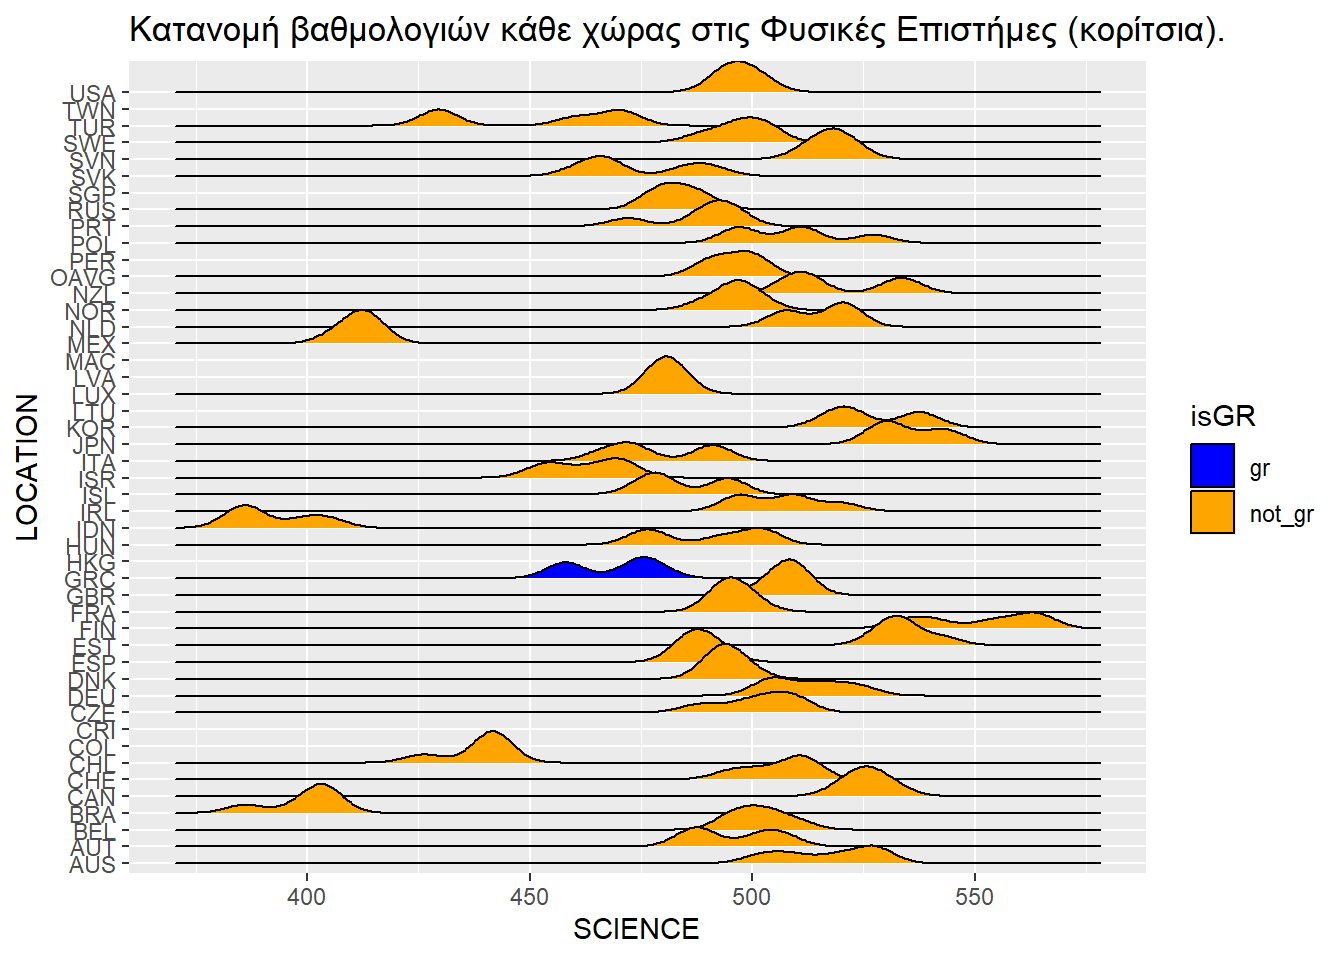 Κατανομή βαθμολογιών κάθε χώρας στις Φυσικές Επιστήμες (κορίτσια).
USA
TWN
TUR
SWE
SVN
SVK
SGP
RUS
PRT
POL
PER
OAVG
NZL
NOR
NLD
MEX
MAC
LVA
LUX
LTU
KOR
JPN
ITA
ISR
ISL
IRL
IDN
HUN
HKG
GRC
GBR
FRA
FIN
EST
ESP
DNK
DEU
CZE
CRI
COL
CHL
CHE
CAN
BRA
BEL
AUT
AUS
LOCATION
400 450 500 550
SCIENCE
isGR
gr
not_gr